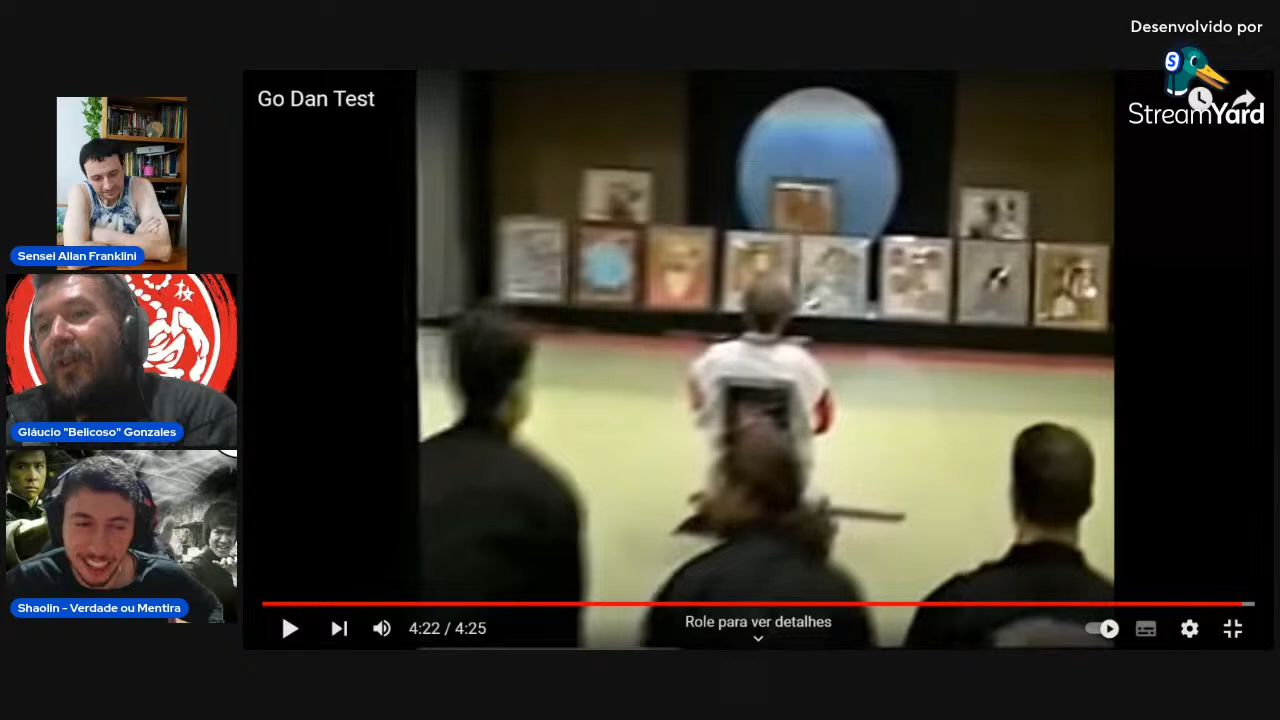 Desenvolvido por
StreamYard
Go Dan Test
Sensei Allan Franklini
Gláucio "Belicoso" Gonzales
Shaolin - Verdade ou Mentira
4:22 / 4:25
Role para ver detalhes